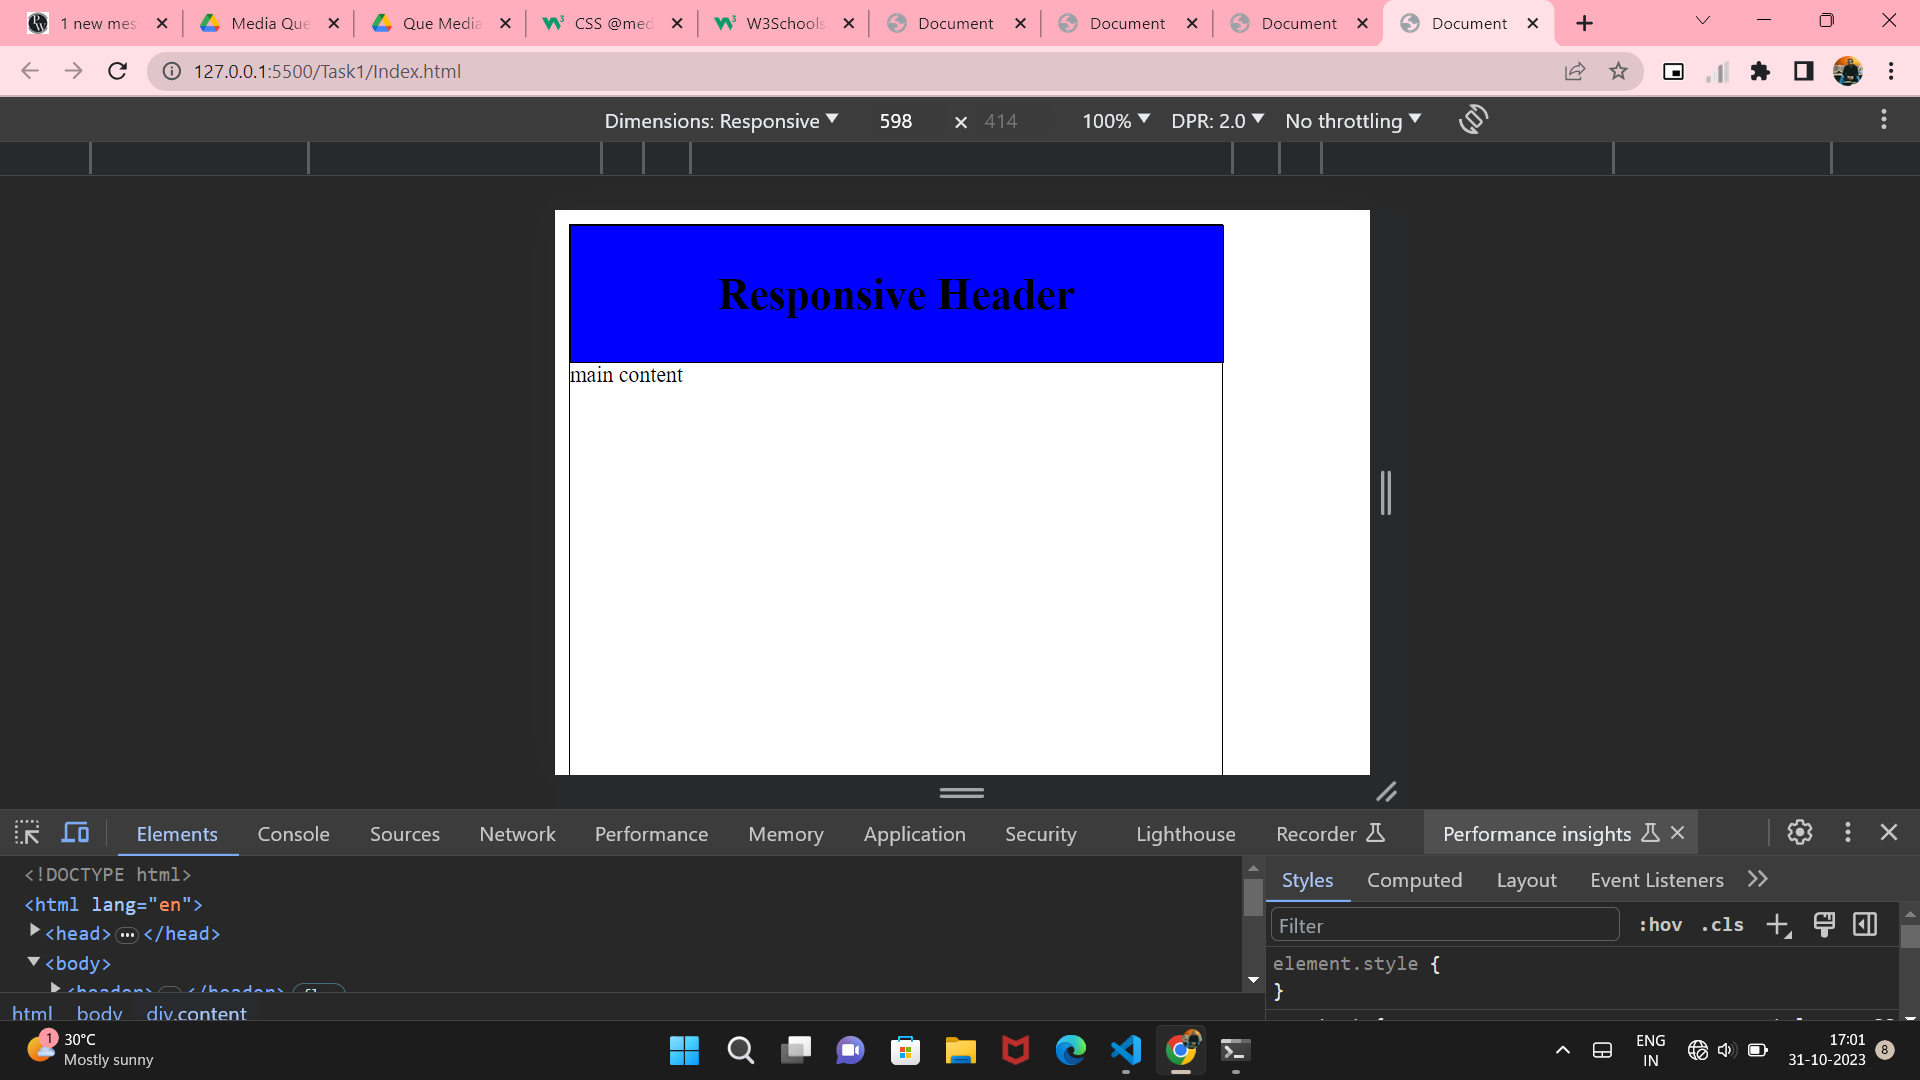 1 new mes
Media Que
Que Media
CSS @med
W3Schools
Document
Document
Document
Document
127.0.0.1:5500/Task1/Index.html
Dimensions: Responsive 598 × 414 100% DPR: 2.0 No throttling
Responsive Header
main content
Elements Console Sources Network Performance Memory Application Security Lighthouse Recorder Performance insights
<!DOCTYPE html>
<html lang="en">
<head> ••• </head>
<body>
<header> </header>
html body div.content
Styles Computed Layout Event Listeners
Filter :hov .cls
element.style {
}
1
30°C
Mostly sunny
ENG
IN
17:01
31-10-2023
8